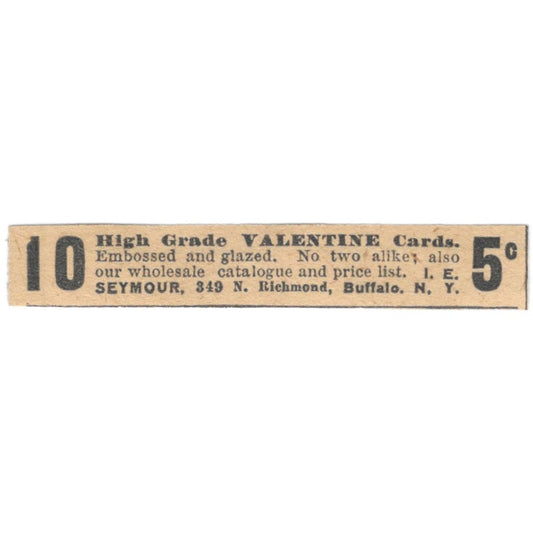 10 High Grade VALENTINE Cards. 5c
Embossed and glazed. No two alike; also
our wholesale catalogue and price list. I. E.
SEYMOUR, 349 N. Richmond, Buffalo. N. Y.